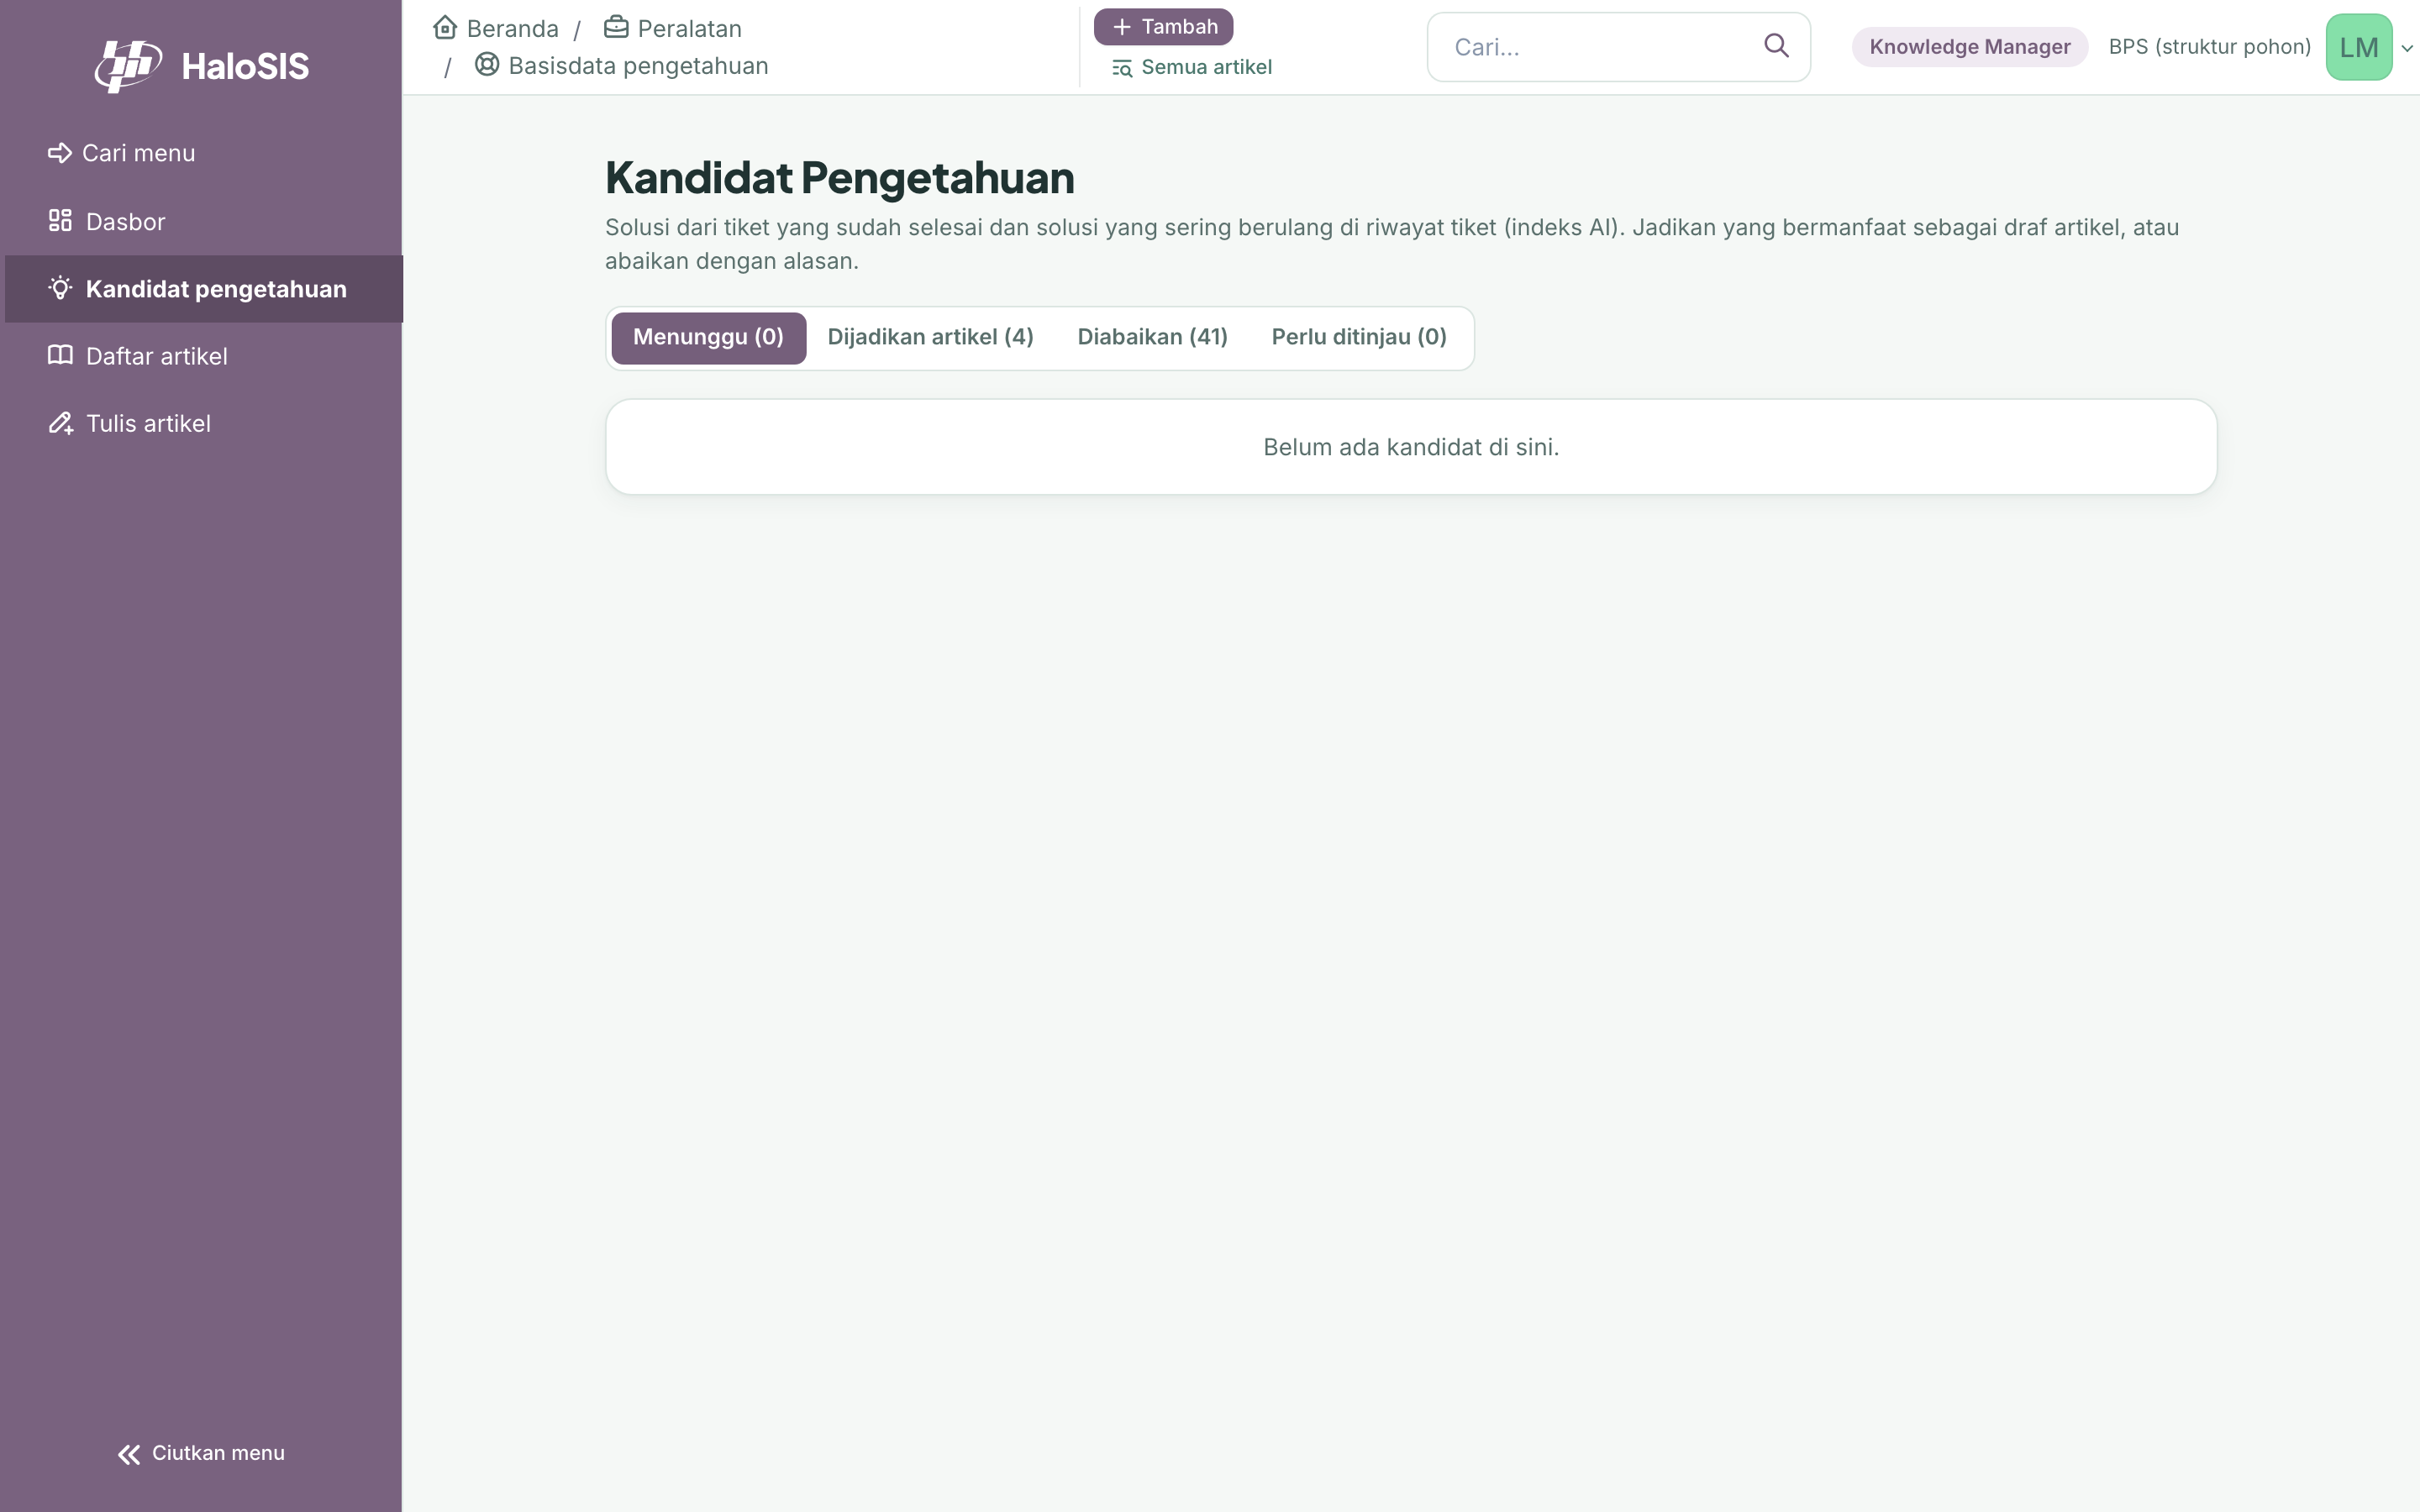 HaloSIS
Cari menu
Dasbor
Kandidat pengetahuan
Daftar artikel
Tulis artikel
Ciutkan menu
Beranda / Peralatan
/ Basisdata pengetahuan
Tambah
Semua artikel
Cari...
Knowledge Manager
BPS (struktur pohon)
LM
Kandidat Pengetahuan
Solusi dari tiket yang sudah selesai dan solusi yang sering berulang di riwayat tiket (indeks AI). Jadikan yang bermanfaat sebagai draf artikel, atau
abaikan dengan alasan.
Menunggu (0) Dijadikan artikel (4) Diabaikan (41) Perlu ditinjau (0)
Belum ada kandidat di sini.